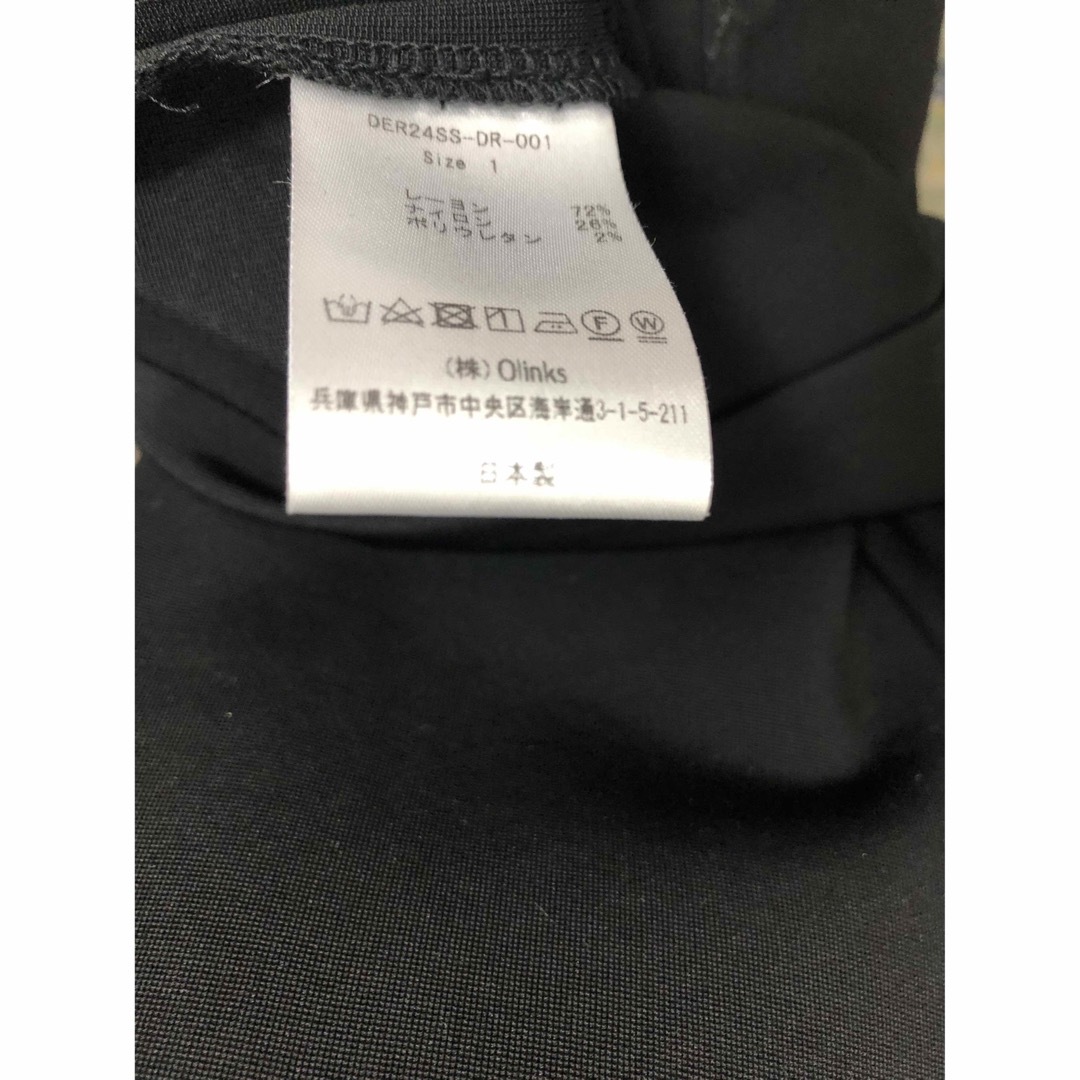 DER24SS-DR-001
Size 1
レーヨン 72%
ナイロン 26%
ポリウレタン 2%
F W
(株)Olinks
兵庫県神戸市中央区海岸通3-1-5-211
日本製